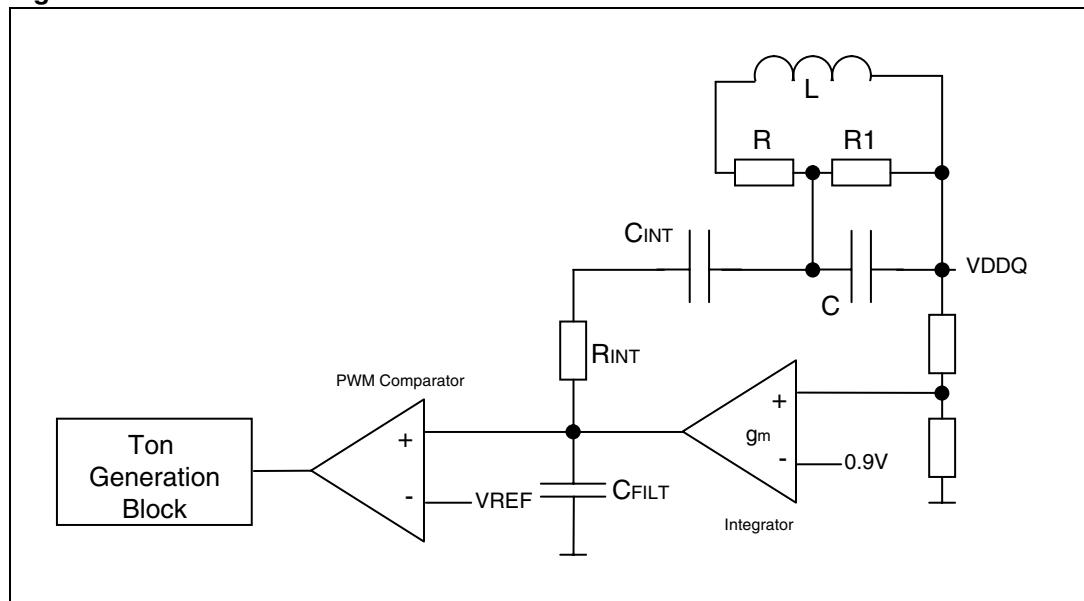 L
R R1
CINT
C
VDDQ
RINT
PWM Comparator
+
-
VREF
CFILT
gm
+
-
0.9V
Integrator
Ton
Generation
Block